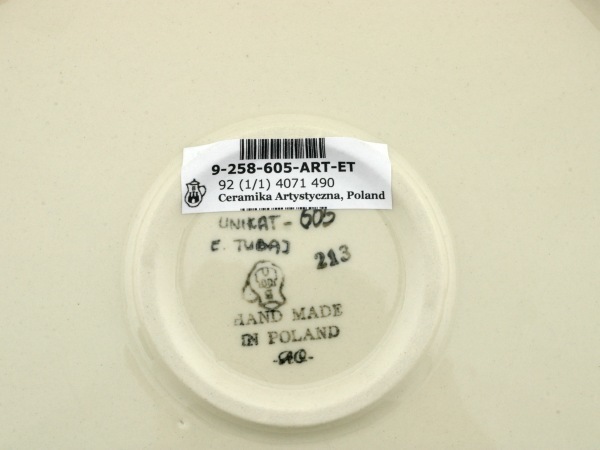 9-258-605-ART-ET
92 (1/1) 4071 490
Ceramika Artystyczna, Poland
UNIKAT - 605
E. TUBAJ
213
HAND MADE
IN POLAND